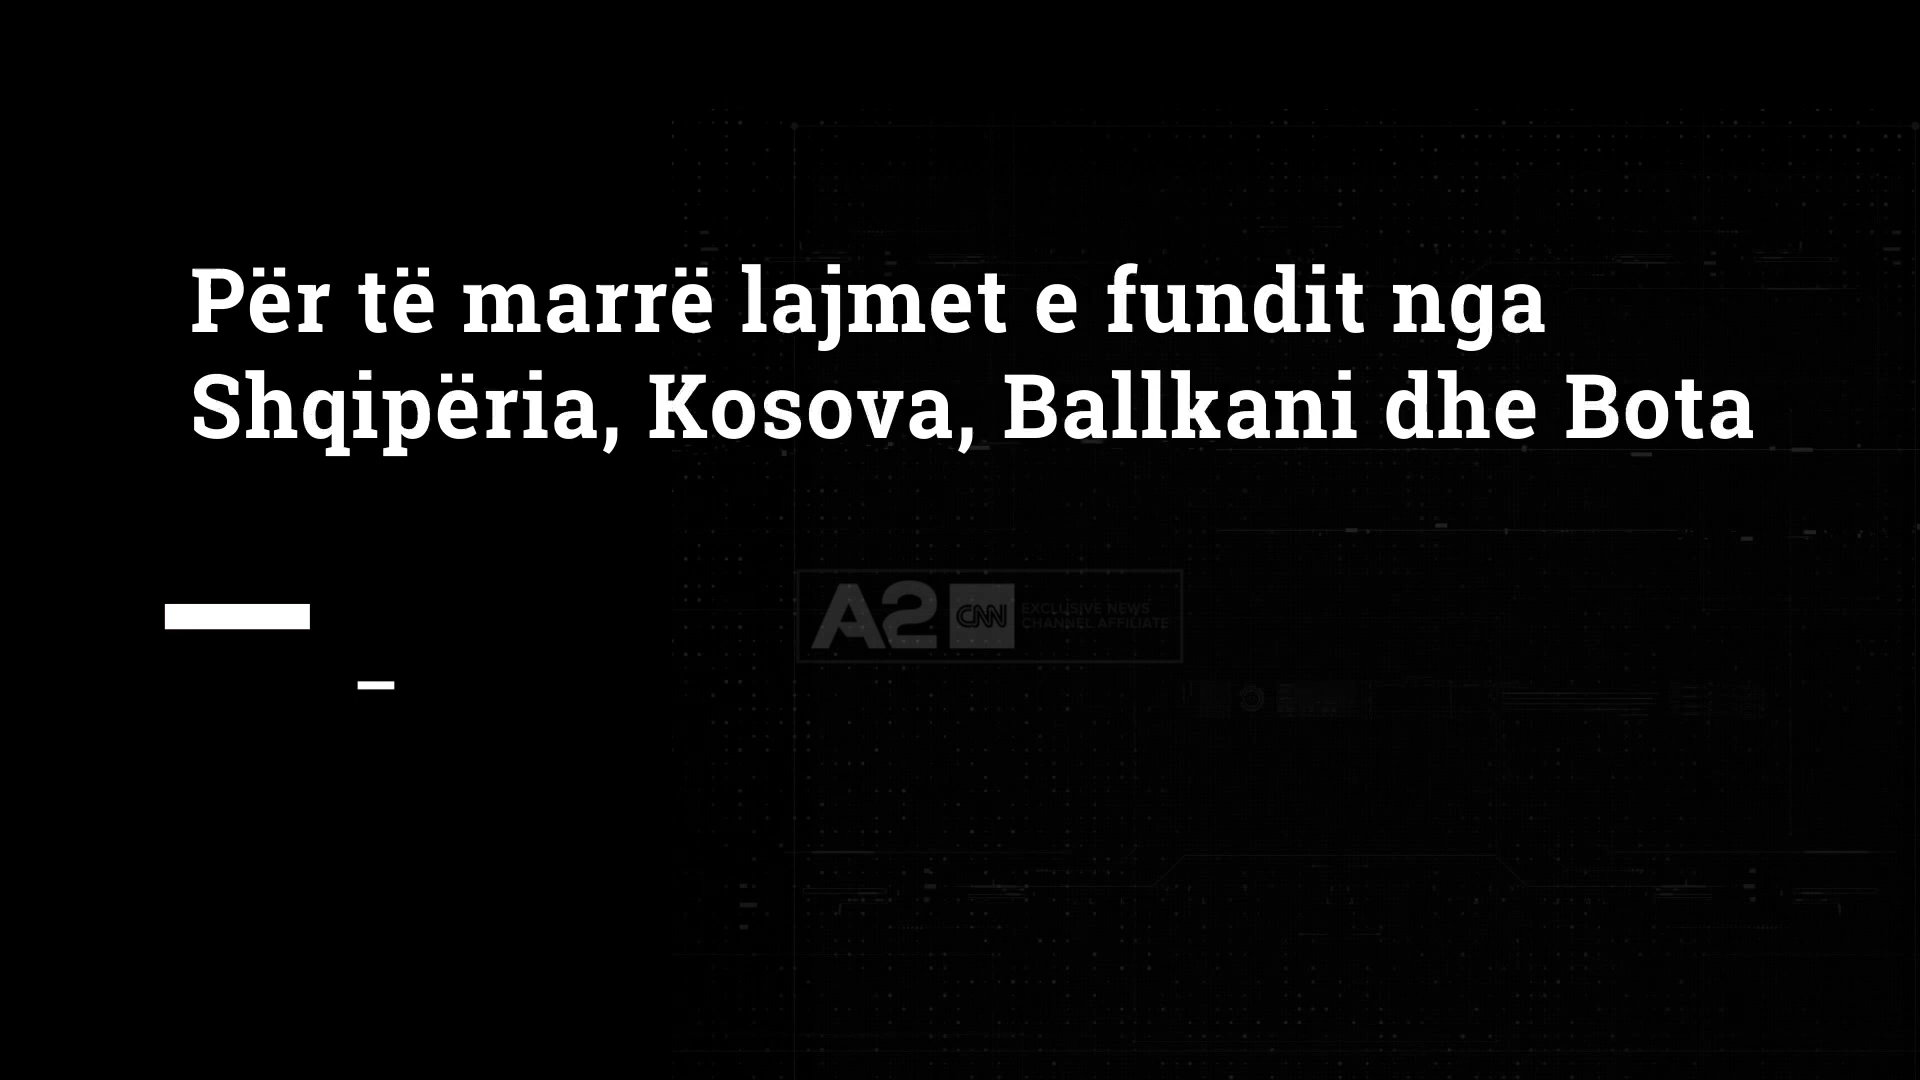 Për të marrë lajmet e fundit nga
Shqipëria, Kosova, Ballkani dhe Bota
A2 CNN EXCLUSIVE NEWS
CHANNEL AFFILIATE